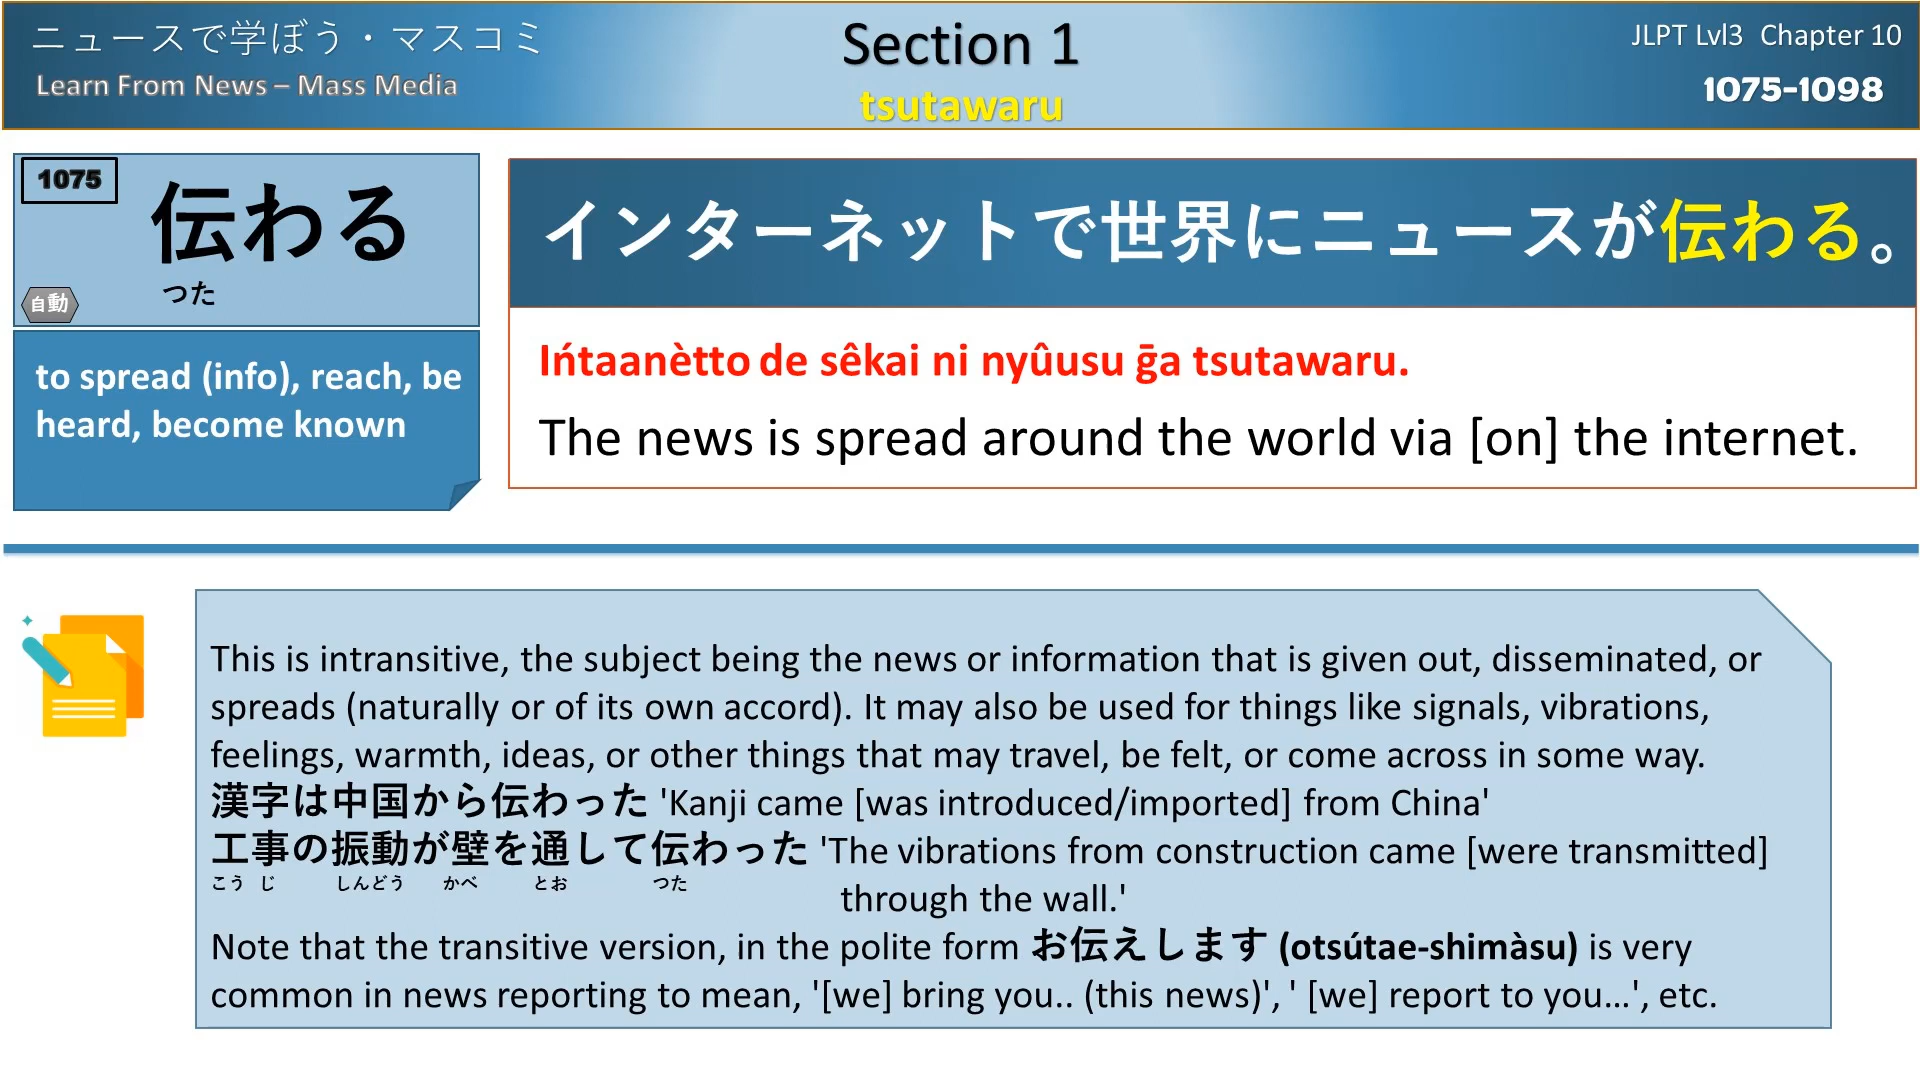 ニュースで学ぼう・マスコミ
Learn From News – Mass Media
Section 1
tsutawaru
JLPT Lvl3 Chapter 10
1075-1098
1075
伝わる
つた
自動
to spread (info), reach, be
heard, become known
インターネットで世界にニュースが伝わる。
Ińtaanètto de sêkai ni nyûusu ḡa tsutawaru.
The news is spread around the world via [on] the internet.
This is intransitive, the subject being the news or information that is given out, disseminated, or
spreads (naturally or of its own accord). It may also be used for things like signals, vibrations,
feelings, warmth, ideas, or other things that may travel, be felt, or come across in some way.
漢字は中国から伝わった 'Kanji came [was introduced/imported] from China'
工事の振動が壁を通して伝わった 'The vibrations from construction came [were transmitted]
こう じ しんどう かべ とお つた
through the wall.'
Note that the transitive version, in the polite form お伝えします (otsútae-shimàsu) is very
common in news reporting to mean, '[we] bring you.. (this news)', ' [we] report to you…', etc.